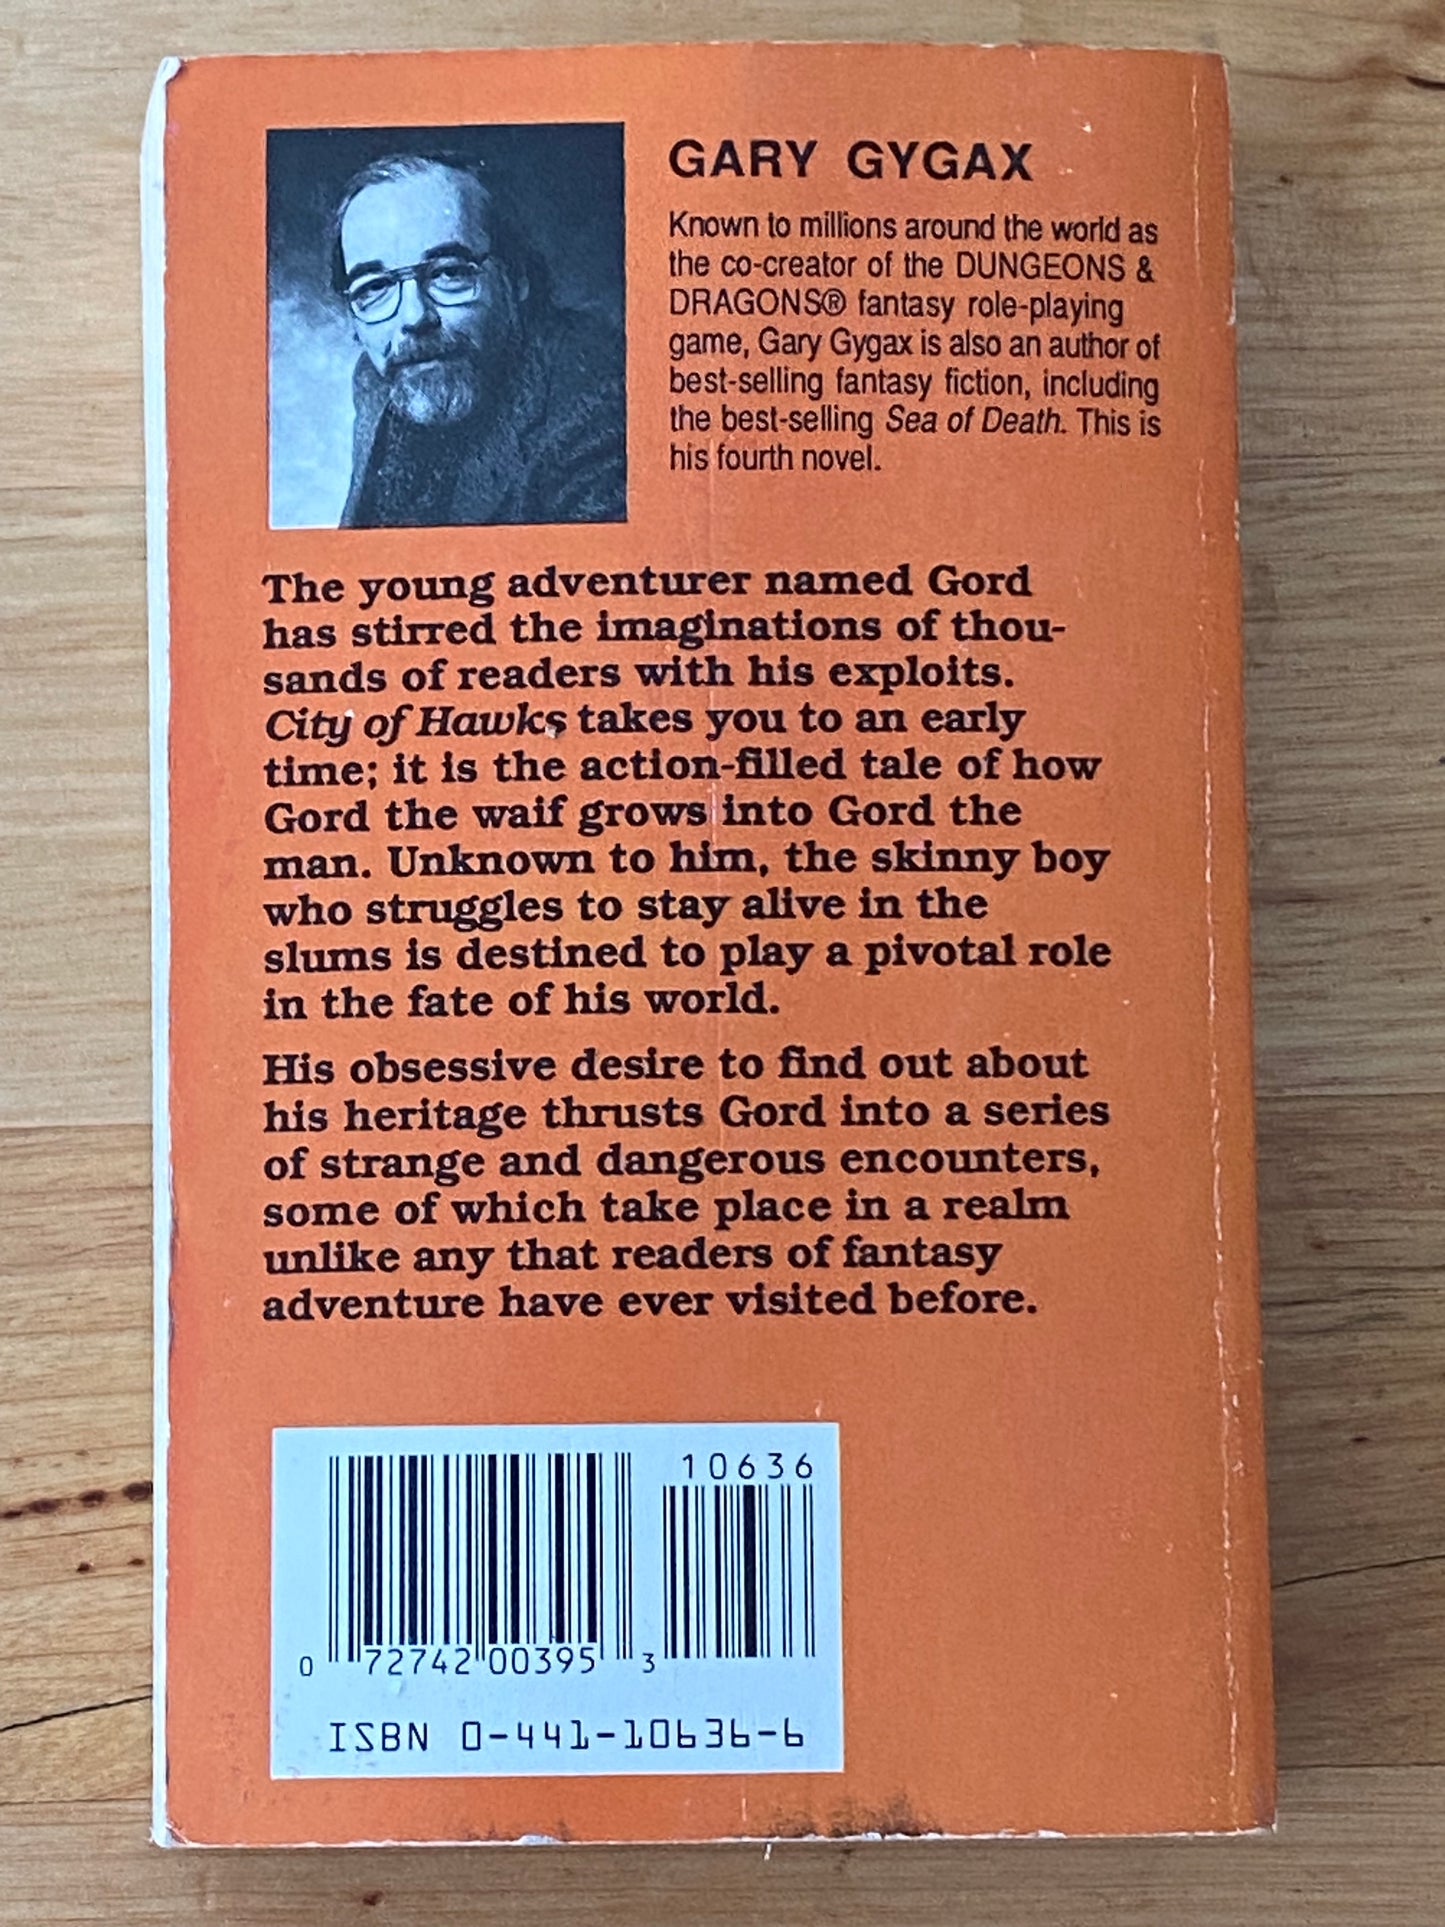 GARY GYGAX
Known to millions around the world as
the co-creator of the DUNGEONS &
DRAGONS® fantasy role-playing
game, Gary Gygax is also an author of
best-selling fantasy fiction, including
the best-selling Sea of Death. This is
his fourth novel.
The young adventurer named Gord
has stirred the imaginations of thou-
sands of readers with his exploits.
City of Hawks takes you to an early
time; it is the action-filled tale of how
Gord the waif grows into Gord the
man. Unknown to him, the skinny boy
who struggles to stay alive in the
slums is destined to play a pivotal role
in the fate of his world.
His obsessive desire to find out about
his heritage thrusts Gord into a series
of strange and dangerous encounters,
some of which take place in a realm
unlike any that readers of fantasy
adventure have ever visited before.
10636
0 72742 00395 3
ISBN 0-441-10636-6